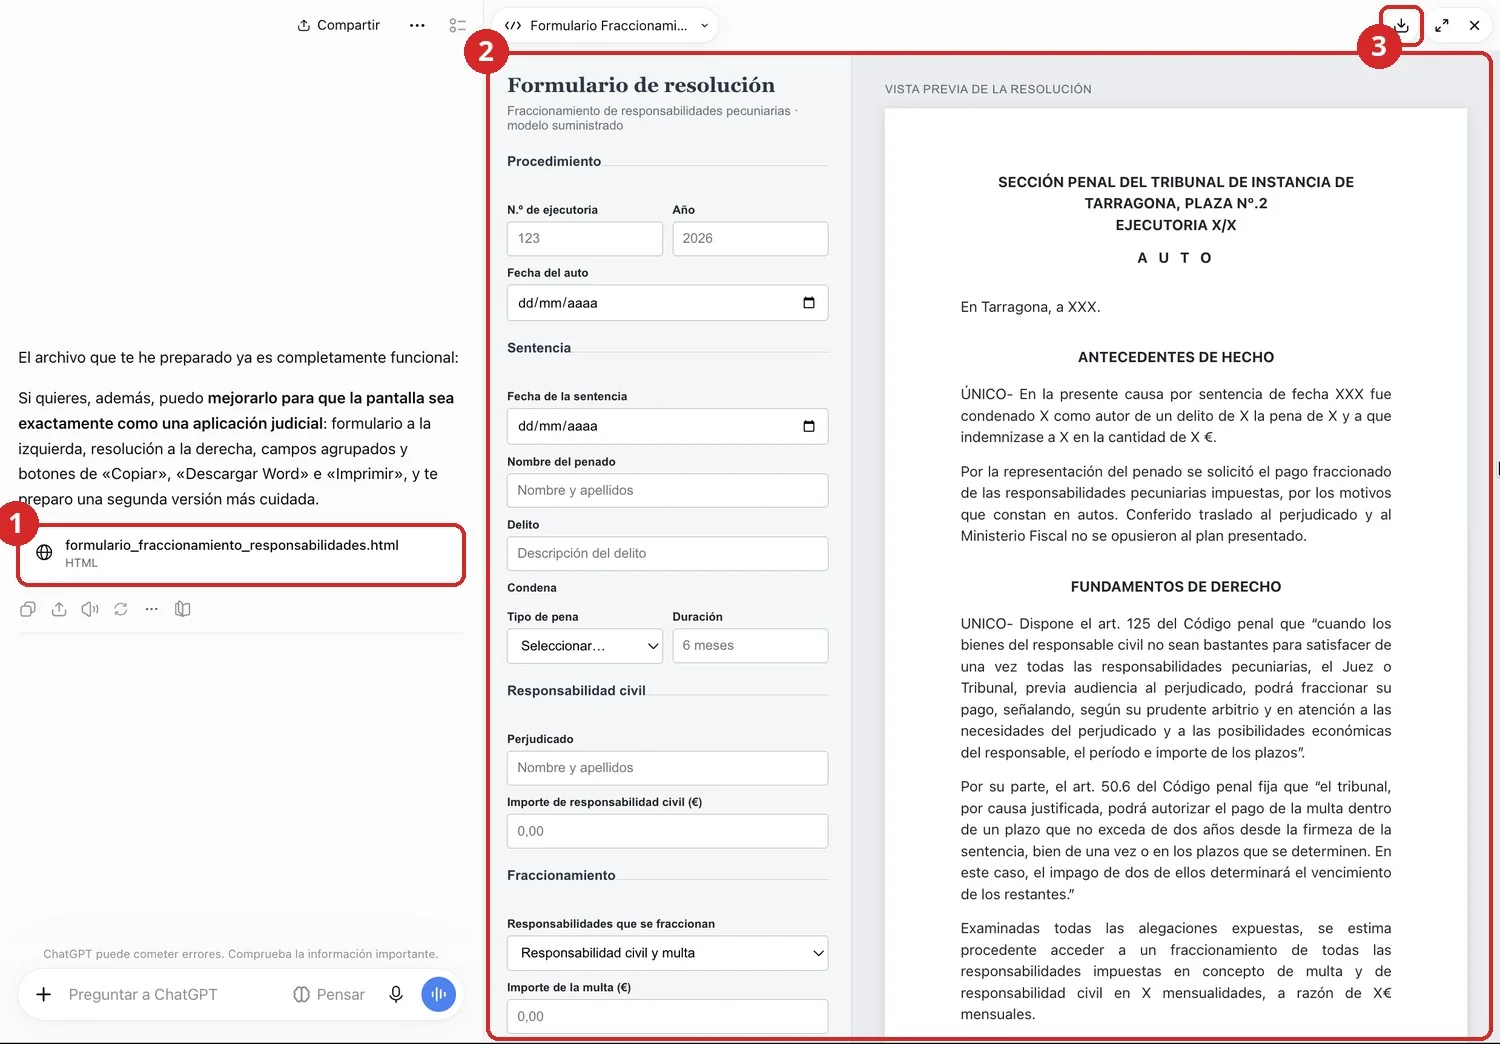 Compartir
Formulario Fraccionami...
3
2
El archivo que te he preparado ya es completamente funcional:
Si quieres, además, puedo mejorarlo para que la pantalla sea
exactamente como una aplicación judicial: formulario a la
izquierda, resolución a la derecha, campos agrupados y
botones de «Copiar», «Descargar Word» e «Imprimir», y te
preparo una segunda versión más cuidada.
1
formulario_fraccionamiento_responsabilidades.html
HTML
ChatGPT puede cometer errores. Comprueba la información importante.
Preguntar a ChatGPT
Pensar
Formulario de resolución
Fraccionamiento de responsabilidades pecuniarias ·
modelo suministrado
Procedimiento
N.º de ejecutoria Año
123 2026
Fecha del auto
dd/mm/aaaa
Sentencia
Fecha de la sentencia
dd/mm/aaaa
Nombre del penado
Nombre y apellidos
Delito
Descripción del delito
Condena
Tipo de pena Duración
Seleccionar... 6 meses
Responsabilidad civil
Perjudicado
Nombre y apellidos
Importe de responsabilidad civil (€)
0,00
Fraccionamiento
Responsabilidades que se fraccionan
Responsabilidad civil y multa
Importe de la multa (€)
0,00
VISTA PREVIA DE LA RESOLUCIÓN
SECCIÓN PENAL DEL TRIBUNAL DE INSTANCIA DE
TARRAGONA, PLAZA Nº.2
EJECUTORIA X/X
A U T O
En Tarragona, a XXX.
ANTECEDENTES DE HECHO
ÚNICO- En la presente causa por sentencia de fecha XXX fue
condenado X como autor de un delito de X la pena de X y a que
indemnizase a X en la cantidad de X €.
Por la representación del penado se solicitó el pago fraccionado
de las responsabilidades pecuniarias impuestas, por los motivos
que constan en autos. Conferido traslado al perjudicado y al
Ministerio Fiscal no se opusieron al plan presentado.
FUNDAMENTOS DE DERECHO
UNICO- Dispone el art. 125 del Código penal que “cuando los
bienes del responsable civil no sean bastantes para satisfacer de
una vez todas las responsabilidades pecuniarias, el Juez o
Tribunal, previa audiencia al perjudicado, podrá fraccionar su
pago, señalando, según su prudente arbitrio y en atención a las
necesidades del perjudicado y a las posibilidades económicas
del responsable, el período e importe de los plazos”.
Por su parte, el art. 50.6 del Código penal fija que “el tribunal,
por causa justificada, podrá autorizar el pago de la multa dentro
de un plazo que no exceda de dos años desde la firmeza de la
sentencia, bien de una vez o en los plazos que se determinen. En
este caso, el impago de dos de ellos determinará el vencimiento
de los restantes.”
Examinadas todas las alegaciones expuestas, se estima
procedente acceder a un fraccionamiento de todas las
responsabilidades impuestas en concepto de multa y de
responsabilidad civil en X mensualidades, a razón de X€
mensuales.